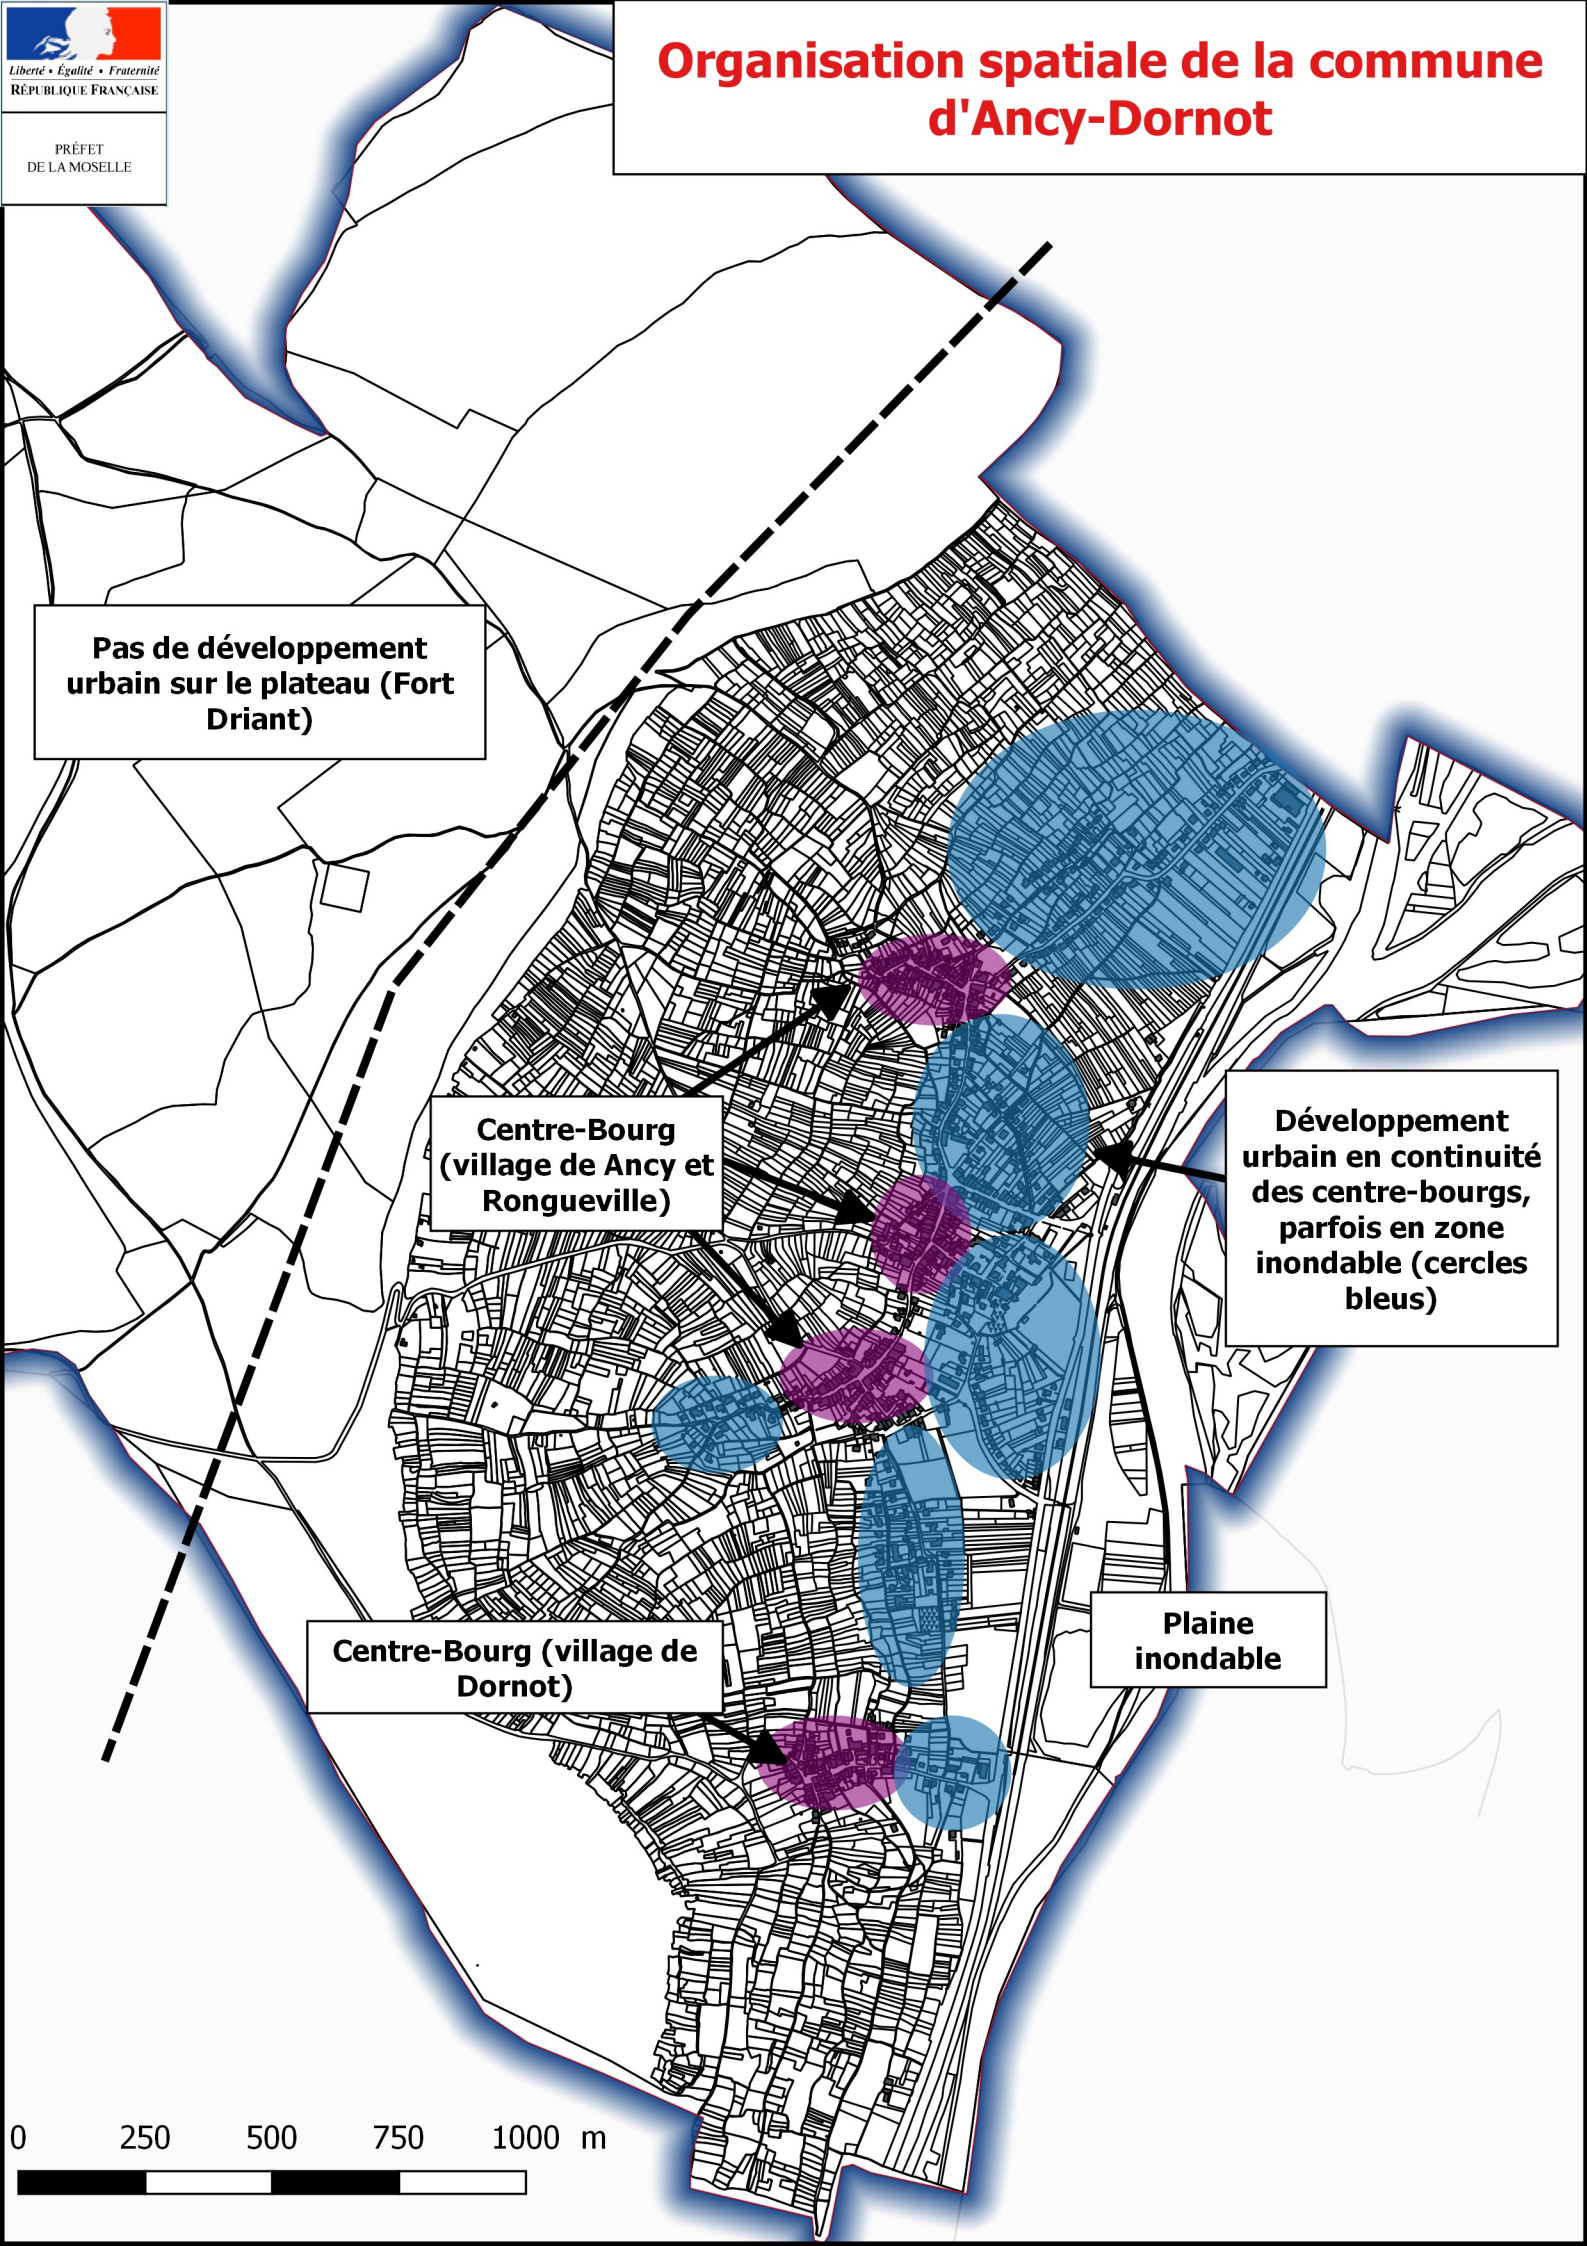 Liberté • Égalité • Fraternité
RÉPUBLIQUE FRANÇAISE
PRÉFET
DE LA MOSELLE
Organisation spatiale de la commune
d'Ancy-Dornot
Pas de développement
urbain sur le plateau (Fort
Driant)
Centre-Bourg
(village de Ancy et
Rongueville)
Développement
urbain en continuité
des centre-bourgs,
parfois en zone
inondable (cercles
bleus)
Centre-Bourg (village de
Dornot)
Plaine
inondable
0 250 500 750 1000 m